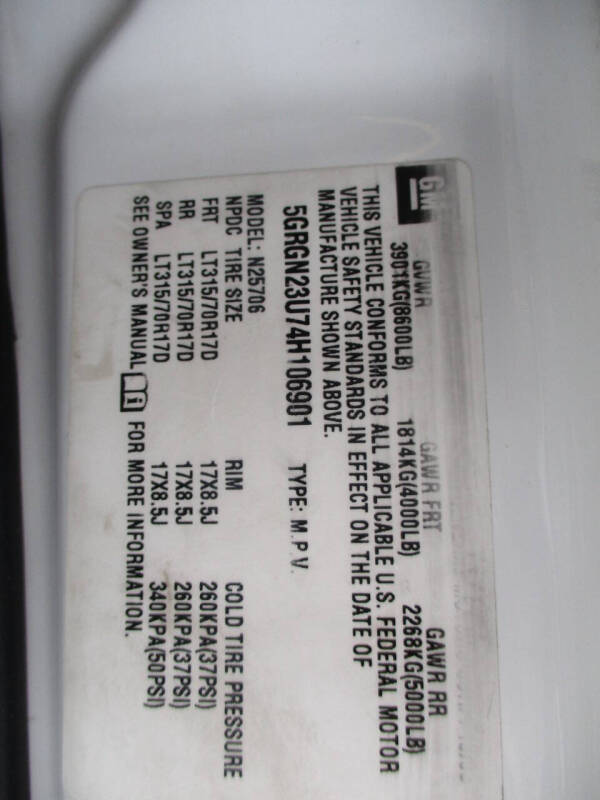 GM
GVWR GAWR FRT GAWR RR
3901KG(8600LB) 1814KG(4000LB) 2268KG(5000LB)
THIS VEHICLE CONFORMS TO ALL APPLICABLE U.S. FEDERAL MOTOR
VEHICLE SAFETY STANDARDS IN EFFECT ON THE DATE OF
MANUFACTURE SHOWN ABOVE.
5GRGN23U74H106901 TYPE: M.P.V.
MODEL: N25706
NPDC TIRE SIZE RIM COLD TIRE PRESSURE
FRT LT315/70R17D 17X8.5J 260KPA(37PSI)
RR LT315/70R17D 17X8.5J 260KPA(37PSI)
SPA LT315/70R17D 17X8.5J 340KPA(50PSI)
SEE OWNER'S MANUAL FOR MORE INFORMATION.